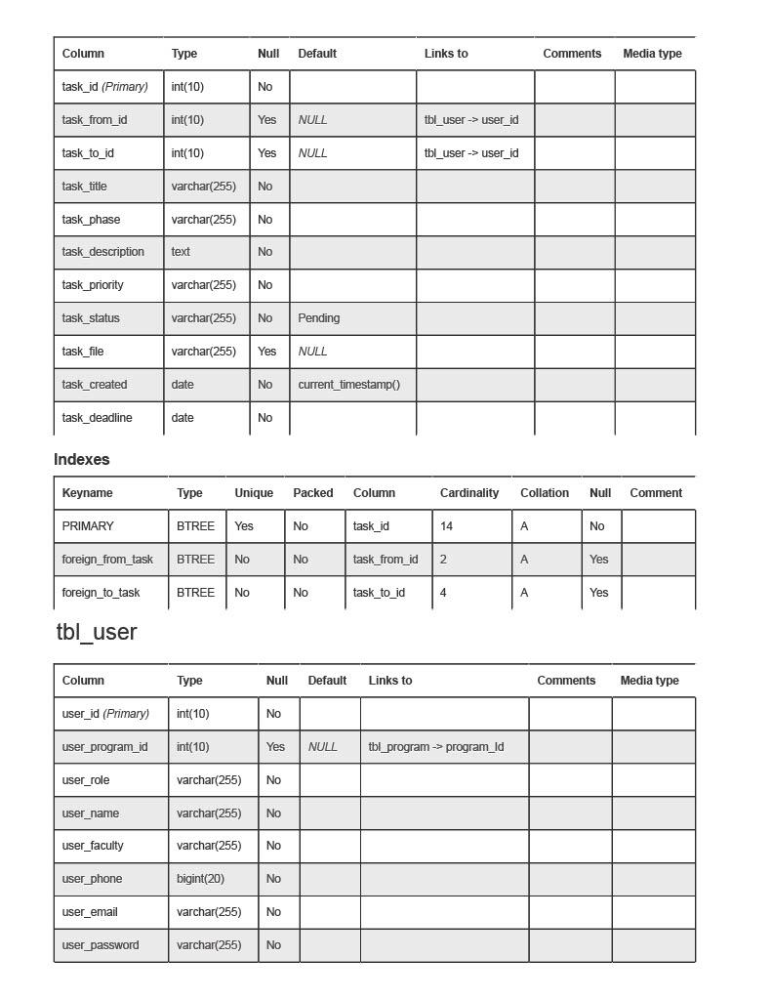 Column Type Null Default Links to Comments Media type
task_id (Primary) int(10) No
task_from_id int(10) Yes NULL tbl_user -> user_id
task_to_id int(10) Yes NULL tbl_user -> user_id
task_title varchar(255) No
task_phase varchar(255) No
task_description text No
task_priority varchar(255) No
task_status varchar(255) No Pending
task_file varchar(255) Yes NULL
task_created date No current_timestamp()
task_deadline date No
Indexes
Keyname Type Unique Packed Column Cardinality Collation Null Comment
PRIMARY BTREE Yes No task_id 14 A No
foreign_from_task BTREE No No task_from_id 2 A Yes
foreign_to_task BTREE No No task_to_id 4 A Yes
tbl_user
Column Type Null Default Links to Comments Media type
user_id (Primary) int(10) No
user_program_id int(10) Yes NULL tbl_program -> program_Id
user_role varchar(255) No
user_name varchar(255) No
user_faculty varchar(255) No
user_phone bigint(20) No
user_email varchar(255) No
user_password varchar(255) No